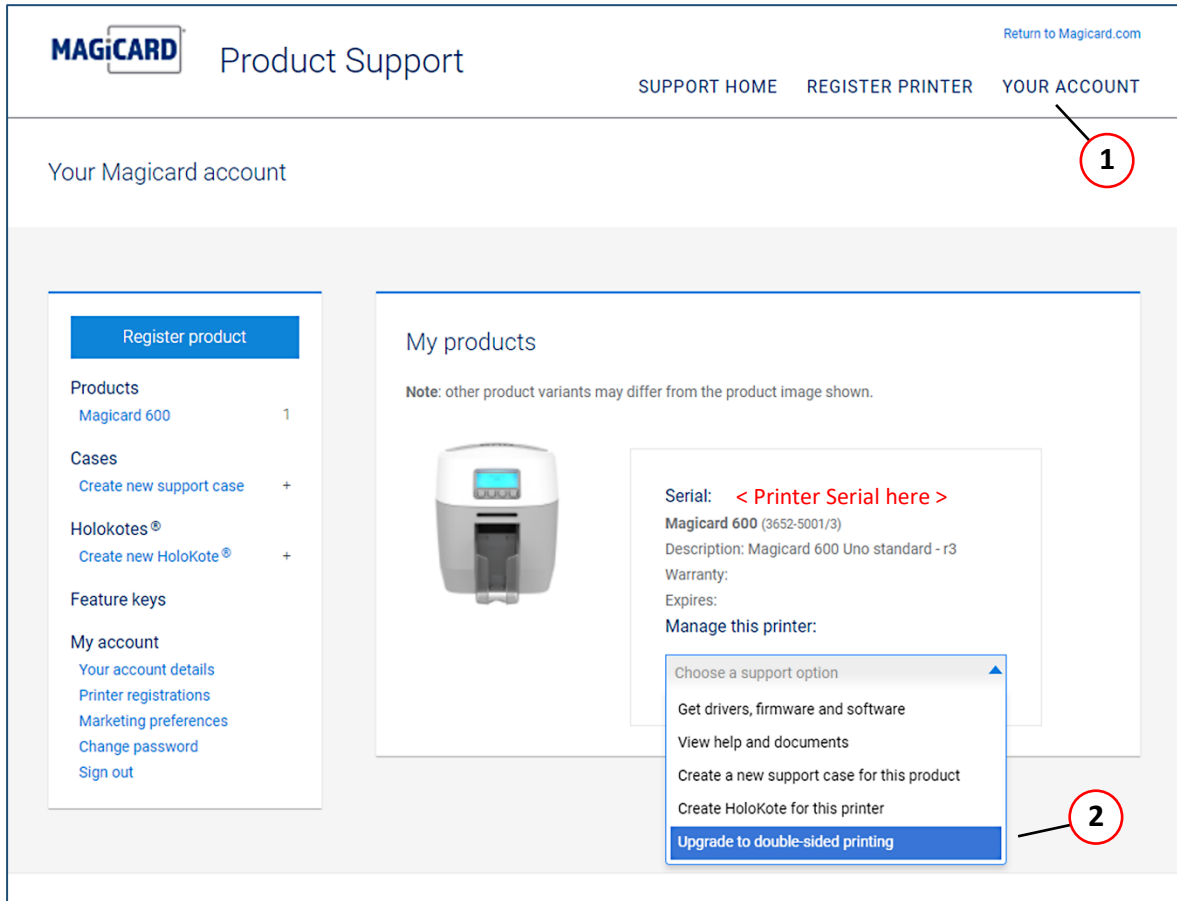 MAGiCARD
Product Support
Return to Magicard.com
SUPPORT HOME REGISTER PRINTER YOUR ACCOUNT
1
Your Magicard account
Register product
Products
Magicard 600 1
Cases
Create new support case +
Holokotes ®
Create new HoloKote ® +
Feature keys
My account
Your account details
Printer registrations
Marketing preferences
Change password
Sign out
My products
Note: other product variants may differ from the product image shown.
Serial: < Printer Serial here >
Magicard 600 (3652-5001/3)
Description: Magicard 600 Uno standard - r3
Warranty:
Expires:
Manage this printer:
Choose a support option
Get drivers, firmware and software
View help and documents
Create a new support case for this product
Create HoloKote for this printer
Upgrade to double-sided printing
2